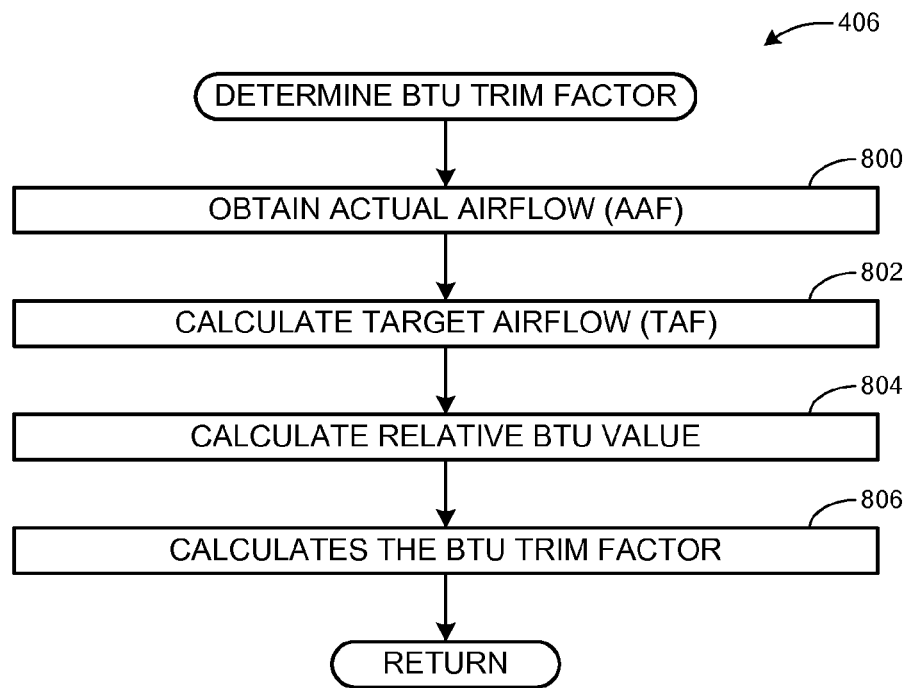 406
DETERMINE BTU TRIM FACTOR
800
OBTAIN ACTUAL AIRFLOW (AAF)
802
CALCULATE TARGET AIRFLOW (TAF)
804
CALCULATE RELATIVE BTU VALUE
806
CALCULATES THE BTU TRIM FACTOR
RETURN